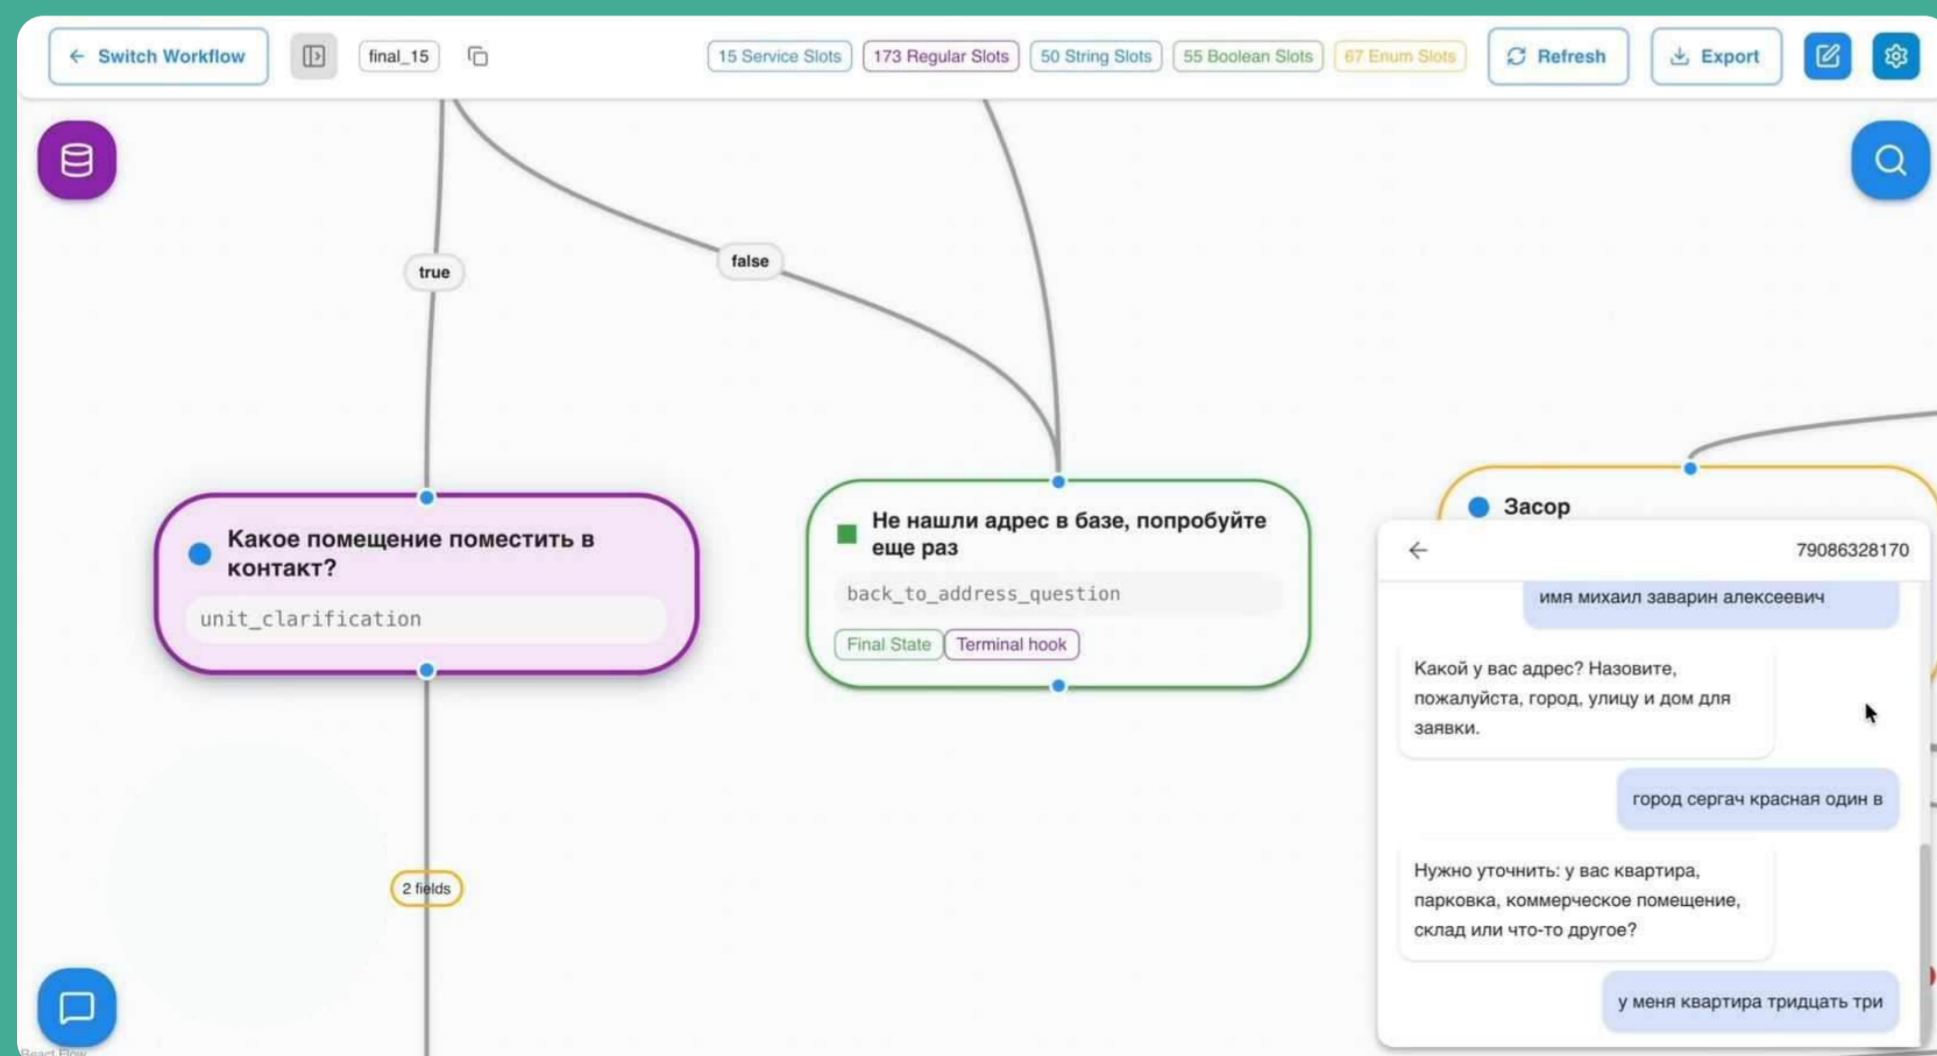 Switch Workflow
final_15
15 Service Slots
173 Regular Slots
50 String Slots
55 Boolean Slots
67 Enum Slots
Refresh
Export
true
false
Какое помещение поместить в
контакт?
unit_clarification
Не нашли адрес в базе, попробуйте
еще раз
back_to_address_question
Final State
Terminal hook
Засор
2 fields
79086328170
имя михаил заварин алексеевич
Какой у вас адрес? Назовите,
пожалуйста, город, улицу и дом для
заявки.
город сергач красная один в
Нужно уточнить: у вас квартира,
парковка, коммерческое помещение,
склад или что-то другое?
у меня квартира тридцать три
React Flow